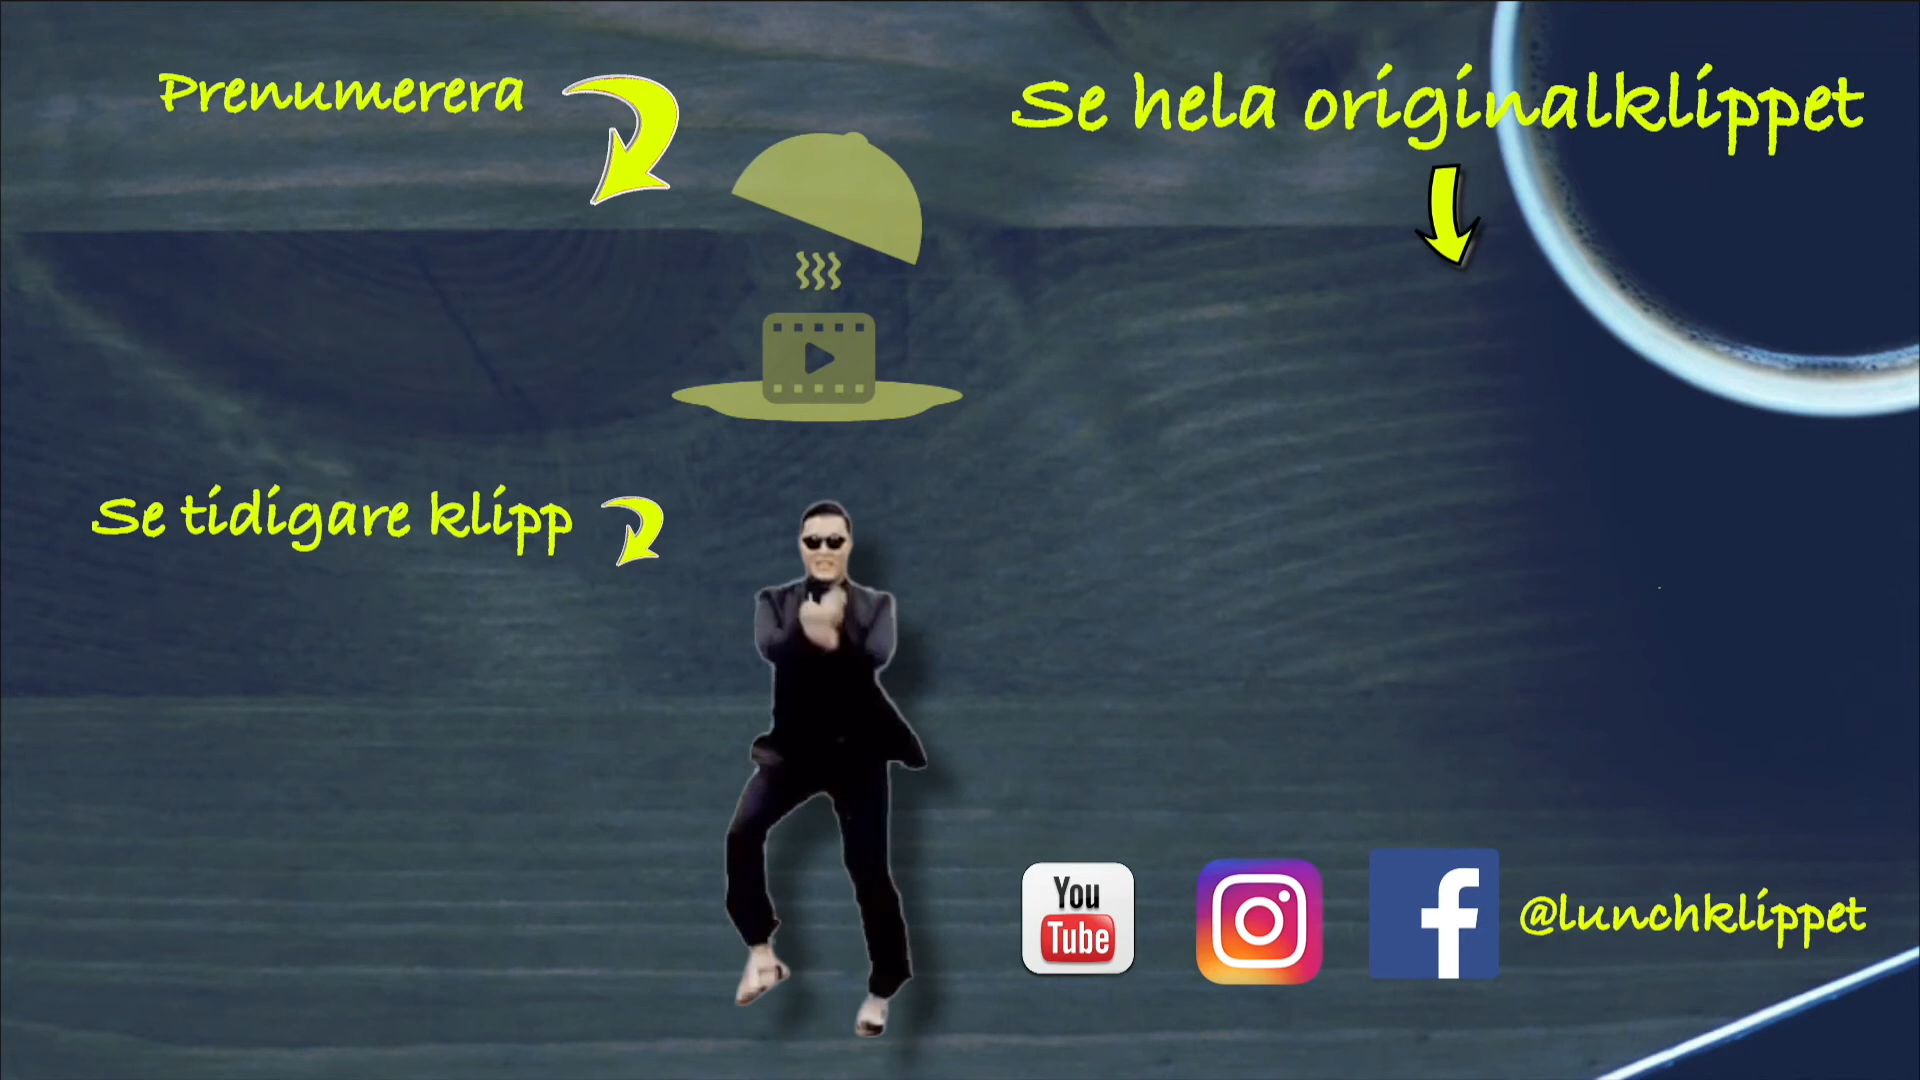 Prenumerera
Se hela originalklippet
Se tidigare klipp
You
Tube
f
@lunchklippet